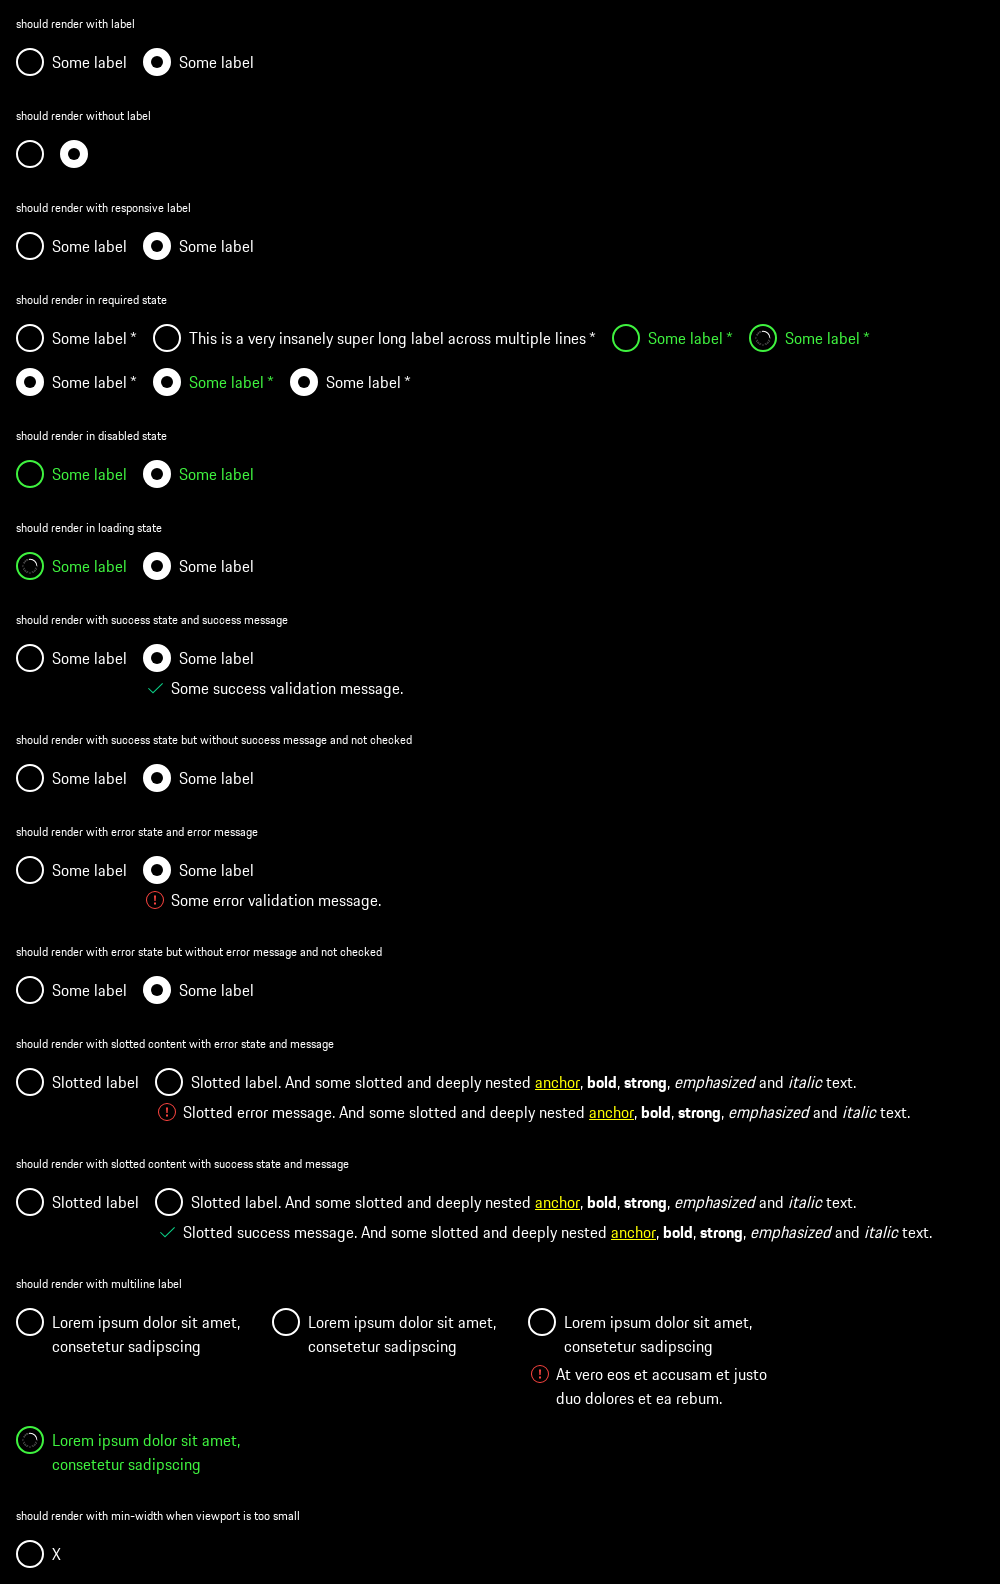 should render with label
Some label Some label
should render without label
should render with responsive label
Some label Some label
should render in required state
Some label * This is a very insanely super long label across multiple lines * Some label * Some label *
Some label * Some label * Some label *
should render in disabled state
Some label Some label
should render in loading state
Some label Some label
should render with success state and success message
Some label Some label
Some success validation message.
should render with success state but without success message and not checked
Some label Some label
should render with error state and error message
Some label Some label
Some error validation message.
should render with error state but without error message and not checked
Some label Some label
should render with slotted content with error state and message
Slotted label Slotted label. And some slotted and deeply nested anchor, bold, strong, emphasized and italic text.
Slotted error message. And some slotted and deeply nested anchor, bold, strong, emphasized and italic text.
should render with slotted content with success state and message
Slotted label Slotted label. And some slotted and deeply nested anchor, bold, strong, emphasized and italic text.
Slotted success message. And some slotted and deeply nested anchor, bold, strong, emphasized and italic text.
should render with multiline label
Lorem ipsum dolor sit amet, Lorem ipsum dolor sit amet, Lorem ipsum dolor sit amet,
consetetur sadipscing consetetur sadipscing consetetur sadipscing
At vero eos et accusam et justo
duo dolores et ea rebum.
Lorem ipsum dolor sit amet,
consetetur sadipscing
should render with min-width when viewport is too small
X